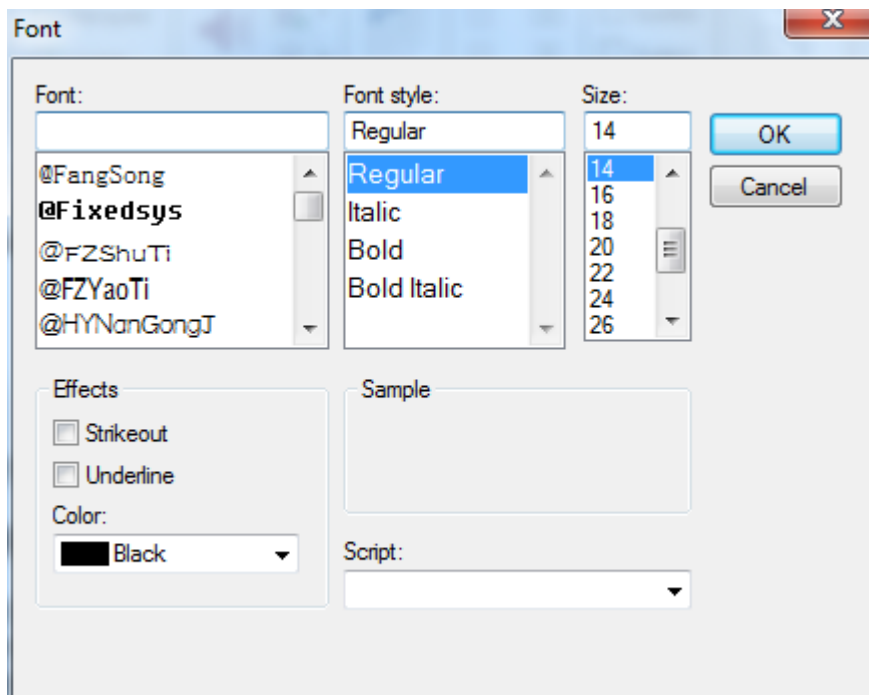 Font
Font: Font style: Size:
Regular 14 OK
@FangSong Regular 14 Cancel
@Fixedsys Italic 16
@FZShuTi Bold 18
@FZYaoTi Bold Italic 20
@HYNanGongJ 22
24
26
Effects Sample
Strikeout
Underline
Color:
Black Script: